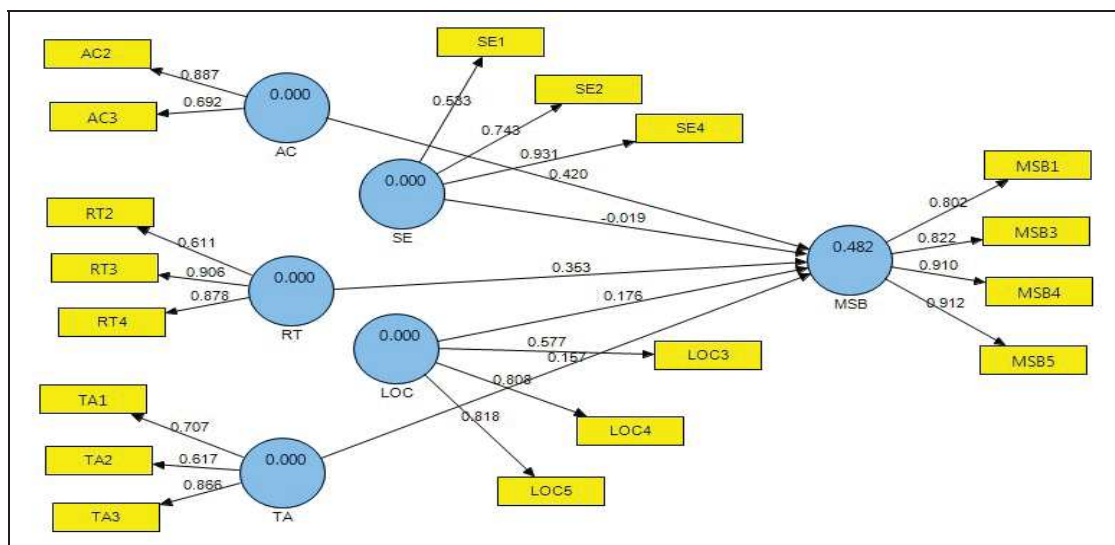 AC2
0.887
AC3
0.692
0.000
AC
SE1
0.533
SE2
0.743
SE4
0.931
0.000
SE
0.420
-0.019
RT2
0.611
RT3
0.906
RT4
0.878
0.000
RT
0.353
0.176
0.157
0.482
MSB
MSB1
0.802
MSB3
0.822
MSB4
0.910
MSB5
0.912
0.000
LOC
LOC3
0.577
LOC4
0.808
LOC5
0.818
TA1
0.707
TA2
0.617
TA3
0.866
0.000
TA